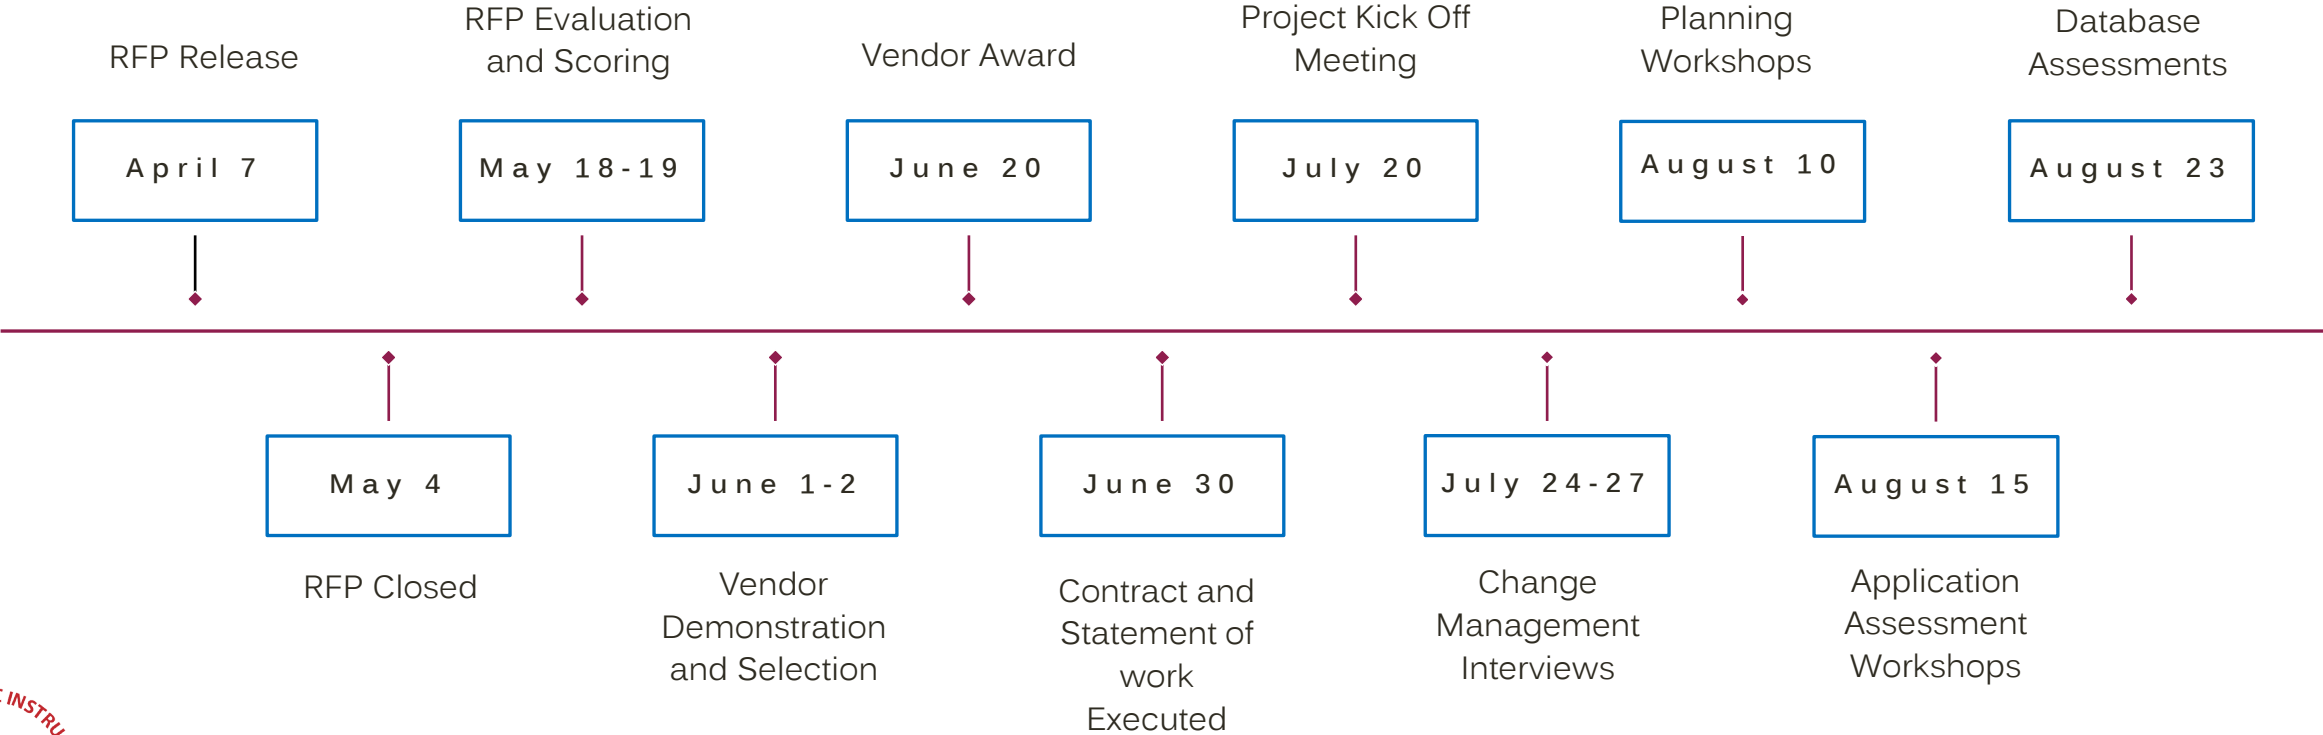 RFP Release
April 7
RFP Evaluation
and Scoring
May 18-19
Vendor Award
June 20
Project Kick Off
Meeting
July 20
Planning
Workshops
August 10
Database
Assessments
August 23
May 4
RFP Closed
June 1-2
Vendor
Demonstration
and Selection
June 30
Contract and
Statement of
work
Executed
July 24-27
Change
Management
Interviews
August 15
Application
Assessment
Workshops